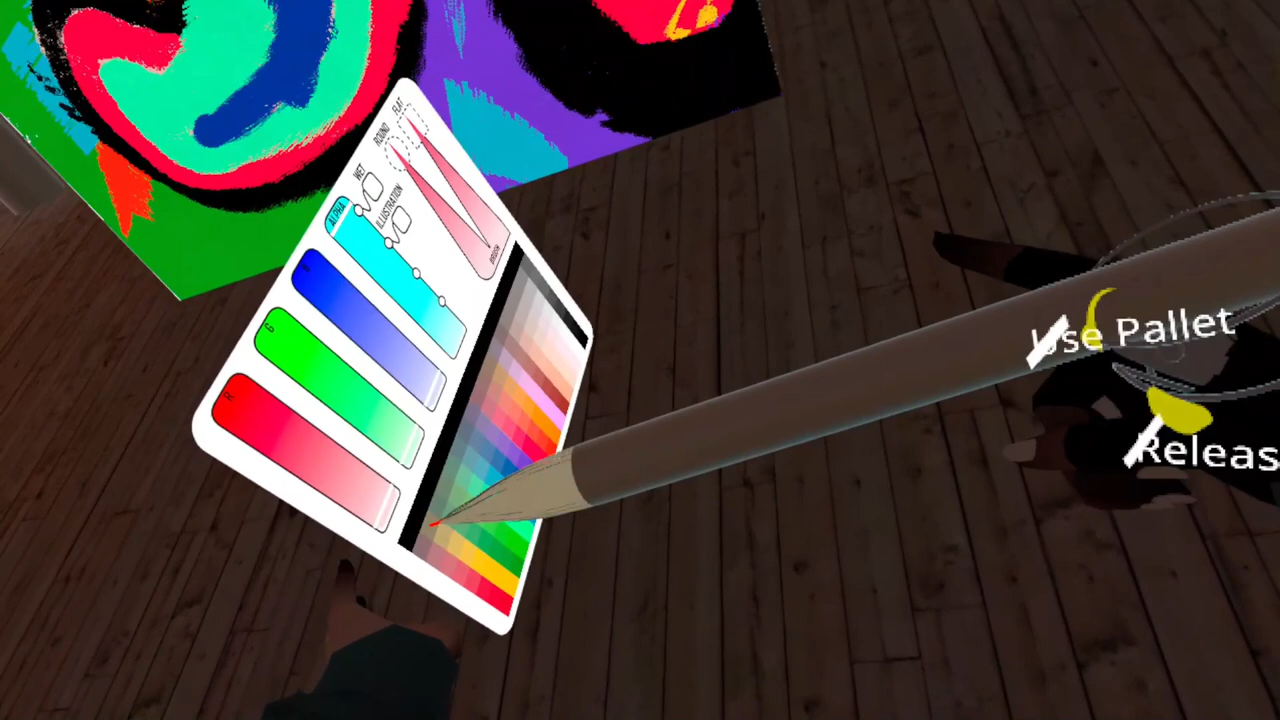 FLAT
ROUND
WET
ILLUSTRATION
ALPHA
BRUSH
G
R
Use Pallet
Releas